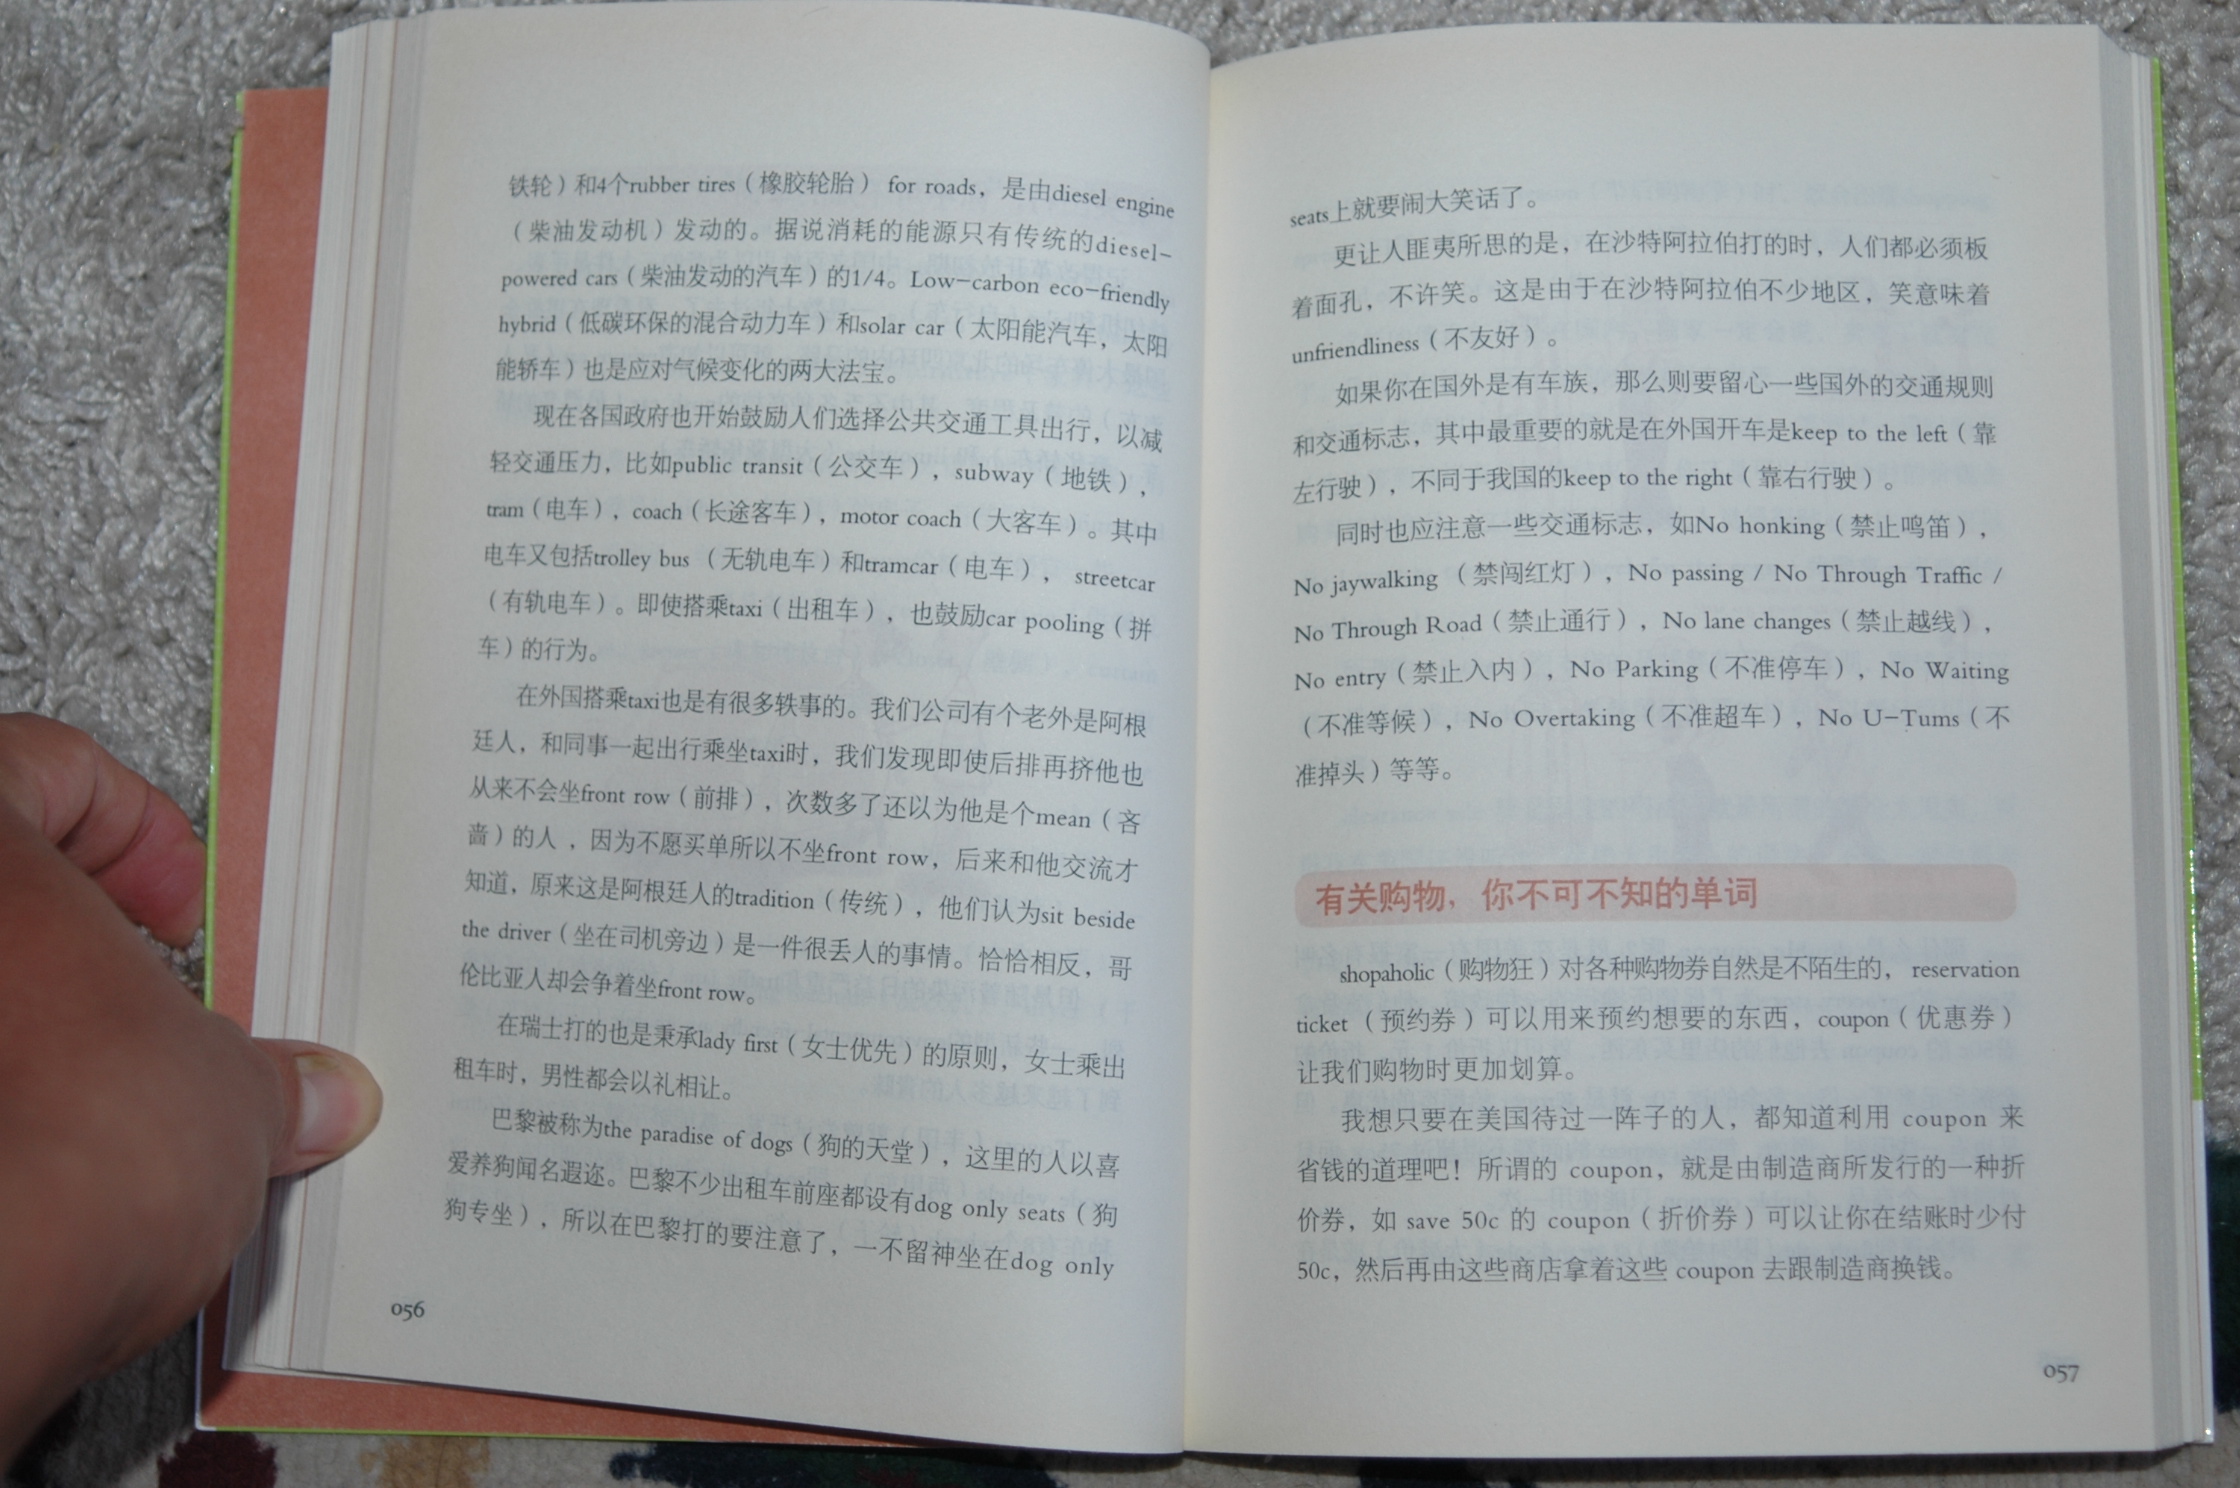 铁轮）和4个rubber tires（橡胶轮胎） for roads，是由diesel engine
（柴油发动机）发动的。据说消耗的能源只有传统的diesel-
powered cars（柴油发动的汽车）的1/4。Low-carbon eco-friendly
hybrid（低碳环保的混合动力车）和solar car（太阳能汽车，太阳
能轿车）也是应对气候变化的两大法宝。
现在各国政府也开始鼓励人们选择公共交通工具出行，以减
轻交通压力，比如public transit（公交车），subway（地铁），
tram（电车），coach（长途客车），motor coach（大客车）。其中
电车又包括trolley bus （无轨电车）和tramcar（电车）， streetcar
（有轨电车）。即使搭乘taxi（出租车），也鼓励car pooling（拼
车）的行为。
在外国搭乘taxi也是有很多轶事的。我们公司有个老外是阿根
廷人，和同事一起出行乘坐taxi时，我们发现即使后排再挤他也
从来不会坐front row（前排），次数多了还以为他是个mean（吝
啬）的人 ，因为不愿买单所以不坐front row，后来和他交流才
知道，原来这是阿根廷人的tradition（传统），他们认为sit beside
the driver（坐在司机旁边）是一件很丢人的事情。恰恰相反，哥
伦比亚人却会争着坐front row。
在瑞士打的也是秉承lady first（女士优先）的原则，女士乘出
租车时，男性都会以礼相让。
巴黎被称为the paradise of dogs（狗的天堂），这里的人以喜
爱养狗闻名遐迩。巴黎不少出租车前座都设有dog only seats（狗
狗专坐），所以在巴黎打的要注意了，一不留神坐在dog only
056
seats上就要闹大笑话了。
更让人匪夷所思的是，在沙特阿拉伯打的时，人们都必须板
着面孔，不许笑。这是由于在沙特阿拉伯不少地区，笑意味着
unfriendliness（不友好）。
如果你在国外是有车族，那么则要留心一些国外的交通规则
和交通标志，其中最重要的就是在外国开车是keep to the left（靠
左行驶），不同于我国的keep to the right（靠右行驶）。
同时也应注意一些交通标志，如No honking（禁止鸣笛），
No jaywalking （禁闯红灯），No passing / No Through Traffic /
No Through Road（禁止通行），No lane changes（禁止越线），
No entry（禁止入内），No Parking（不准停车），No Waiting
（不准等候），No Overtaking（不准超车），No U-Tums（不
准掉头）等等。
有关购物，你不可不知的单词
shopaholic（购物狂）对各种购物券自然是不陌生的， reservation
ticket （预约券）可以用来预约想要的东西，coupon（优惠券）
让我们购物时更加划算。
我想只要在美国待过一阵子的人，都知道利用 coupon 来
省钱的道理吧！所谓的 coupon，就是由制造商所发行的一种折
价券，如 save 50c 的 coupon（折价券）可以让你在结账时少付
50c，然后再由这些商店拿着这些 coupon 去跟制造商换钱。
057